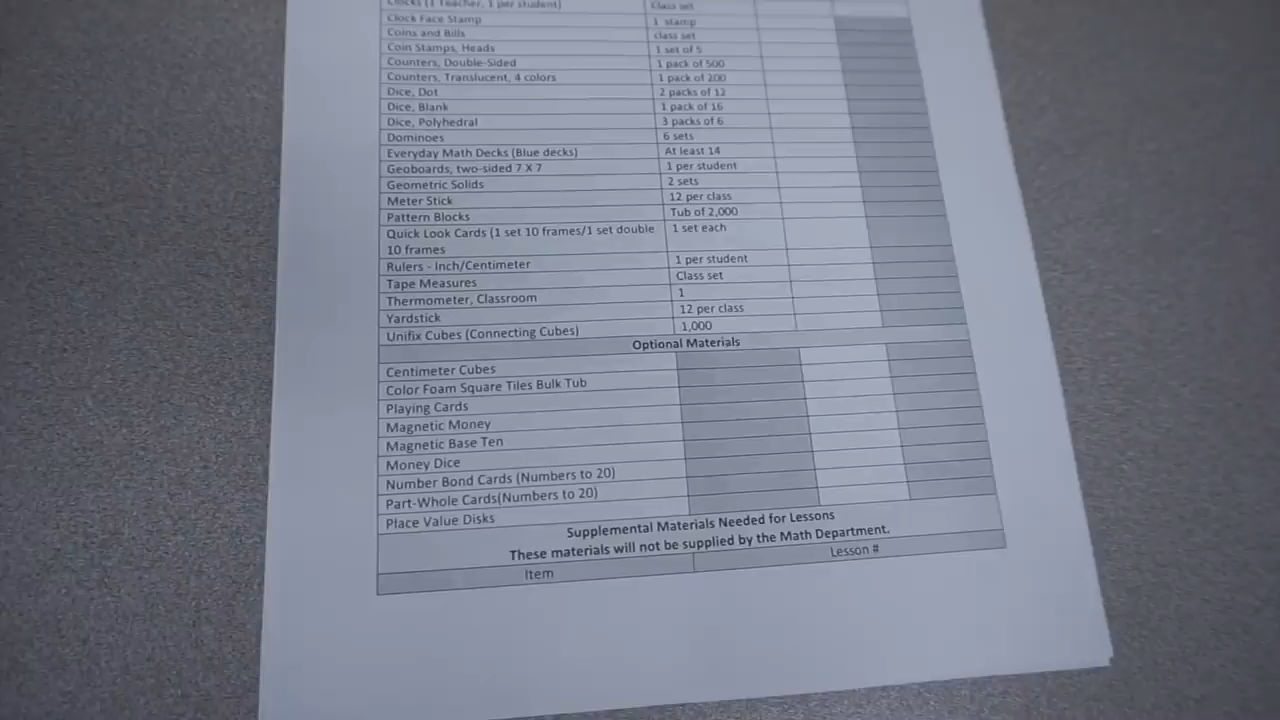 Clocks (1 Teacher, 1 per student) Class set
Clock Face Stamp 1 stamp
Coins and Bills class set
Coin Stamps, Heads 1 set of 5
Counters, Double-Sided 1 pack of 500
Counters, Translucent, 4 colors 1 pack of 200
Dice, Dot 2 packs of 12
Dice, Blank 1 pack of 16
Dice, Polyhedral 3 packs of 6
Dominoes 6 sets
Everyday Math Decks (Blue decks) At least 14
Geoboards, two-sided 7 X 7 1 per student
Geometric Solids 2 sets
Meter Stick 12 per class
Pattern Blocks Tub of 2,000
Quick Look Cards (1 set 10 frames/1 set double 1 set each
10 frames
Rulers - Inch/Centimeter 1 per student
Tape Measures Class set
Thermometer, Classroom 1
Yardstick 12 per class
Unifix Cubes (Connecting Cubes) 1,000
Optional Materials
Centimeter Cubes
Color Foam Square Tiles Bulk Tub
Playing Cards
Magnetic Money
Magnetic Base Ten
Money Dice
Number Bond Cards (Numbers to 20)
Part-Whole Cards(Numbers to 20)
Place Value Disks
Supplemental Materials Needed for Lessons
These materials will not be supplied by the Math Department.
Item Lesson #